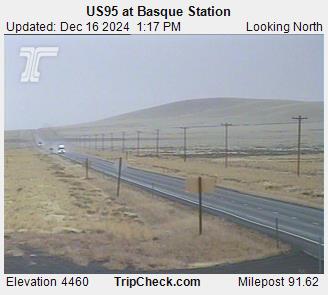 US95 at Basque Station
Updated: Dec 16 2024 1:17 PM Looking North
Elevation 4460 TripCheck.com Milepost 91.62